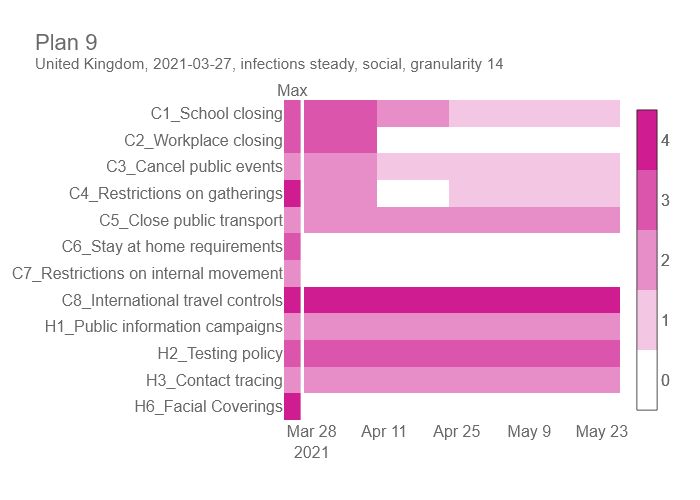 Plan 9
United Kingdom, 2021-03-27, infections steady, social, granularity 14
Max
C1_School closing
C2_Workplace closing
C3_Cancel public events
C4_Restrictions on gatherings
C5_Close public transport
C6_Stay at home requirements
C7_Restrictions on internal movement
C8_International travel controls
H1_Public information campaigns
H2_Testing policy
H3_Contact tracing
H6_Facial Coverings
4
3
2
1
0
Mar 28 Apr 11 Apr 25 May 9 May 23
2021